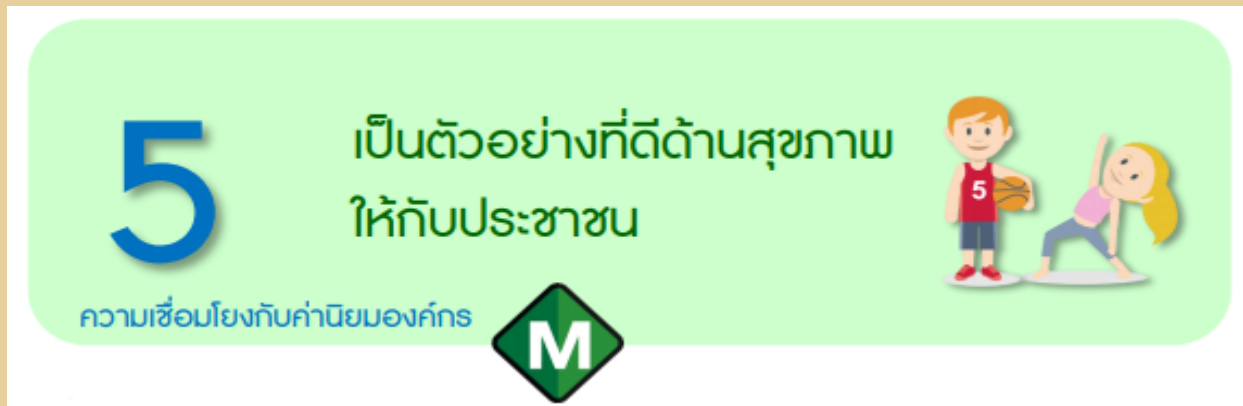 5
เป็นตัวอย่างที่ดีด้านสุขภาพ
ให้กับประชาชน
5
ความเชื่อมโยงกับค่านิยมองค์กร
M